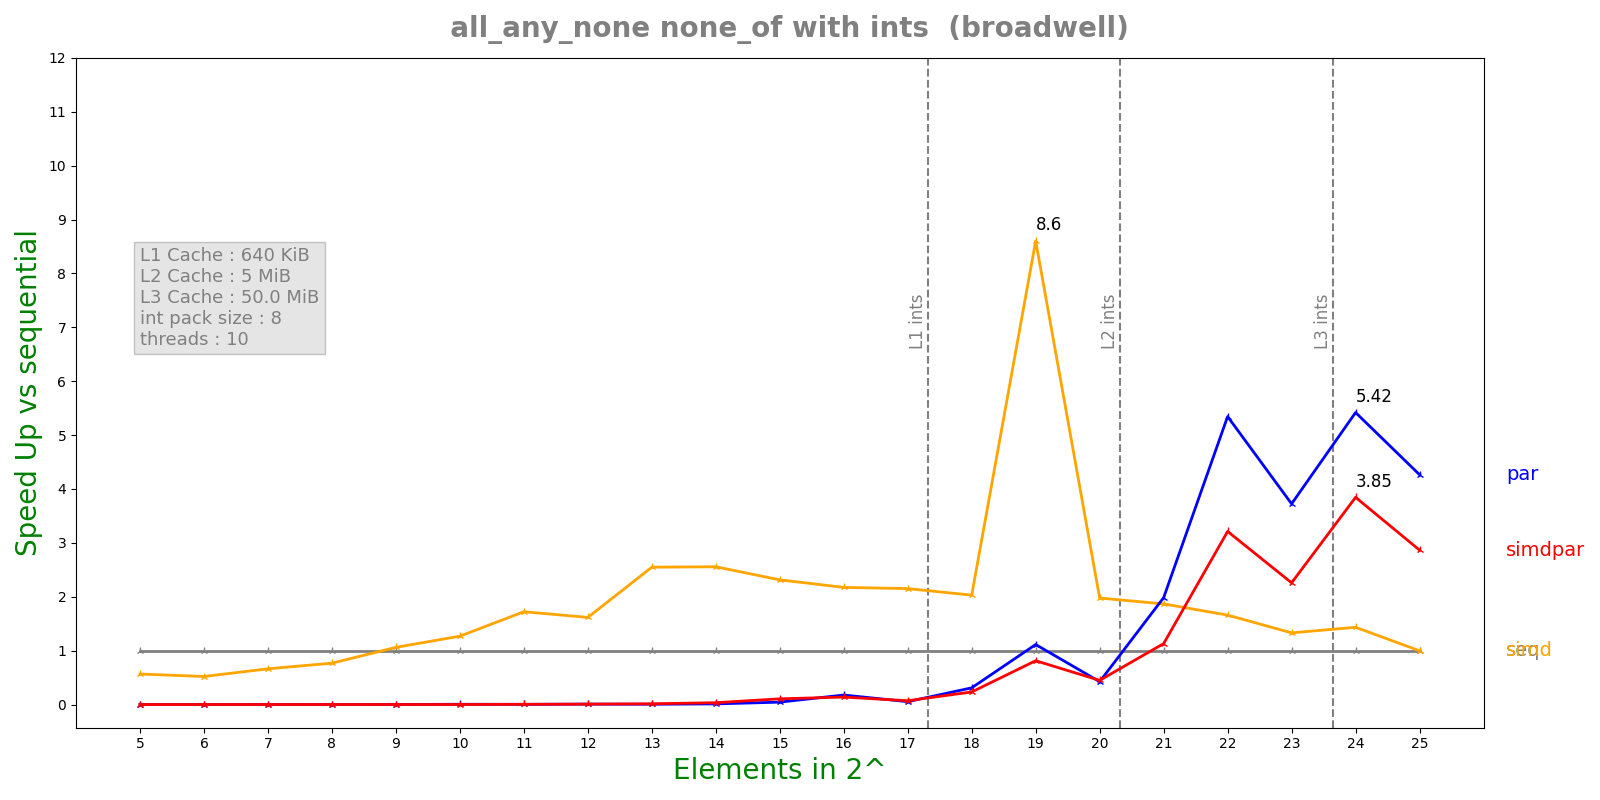 all_any_none none_of with ints (broadwell)
Speed Up vs sequential
12
11
10
9
8
7
6
5
4
3
2
1
0
L1 Cache : 640 KiB
L2 Cache : 5 MiB
L3 Cache : 50.0 MiB
int pack size : 8
threads : 10
L1 ints
L2 ints
L3 ints
8.6
5.42
3.85
par
simdpar
seq
simd
5 6 7 8 9 10 11 12 13 14 15 16 17 18 19 20 21 22 23 24 25
Elements in 2^